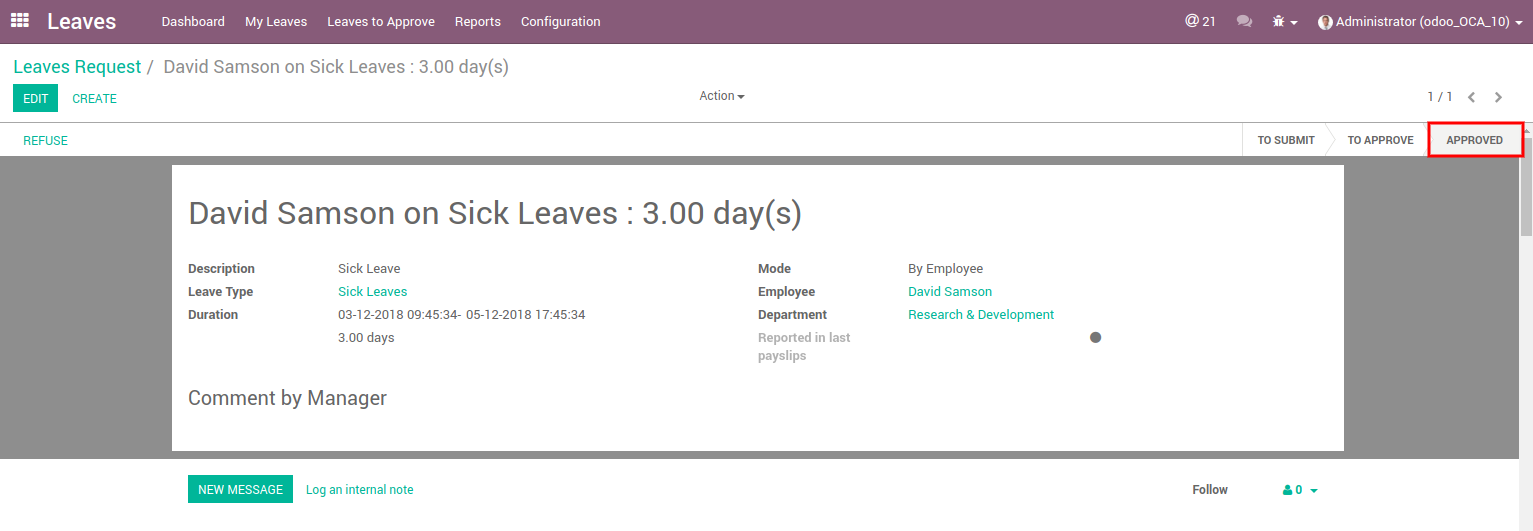 Leaves Dashboard My Leaves Leaves to Approve Reports Configuration @ 21 Administrator (odoo_OCA_10)
Leaves Request / David Samson on Sick Leaves : 3.00 day(s)
EDIT CREATE Action 1 / 1
REFUSE TO SUBMIT TO APPROVE APPROVED
David Samson on Sick Leaves : 3.00 day(s)
Description Sick Leave Mode By Employee
Leave Type Sick Leaves Employee David Samson
Duration 03-12-2018 09:45:34- 05-12-2018 17:45:34 Department Research & Development
3.00 days Reported in last
payslips
Comment by Manager
NEW MESSAGE Log an internal note Follow 0